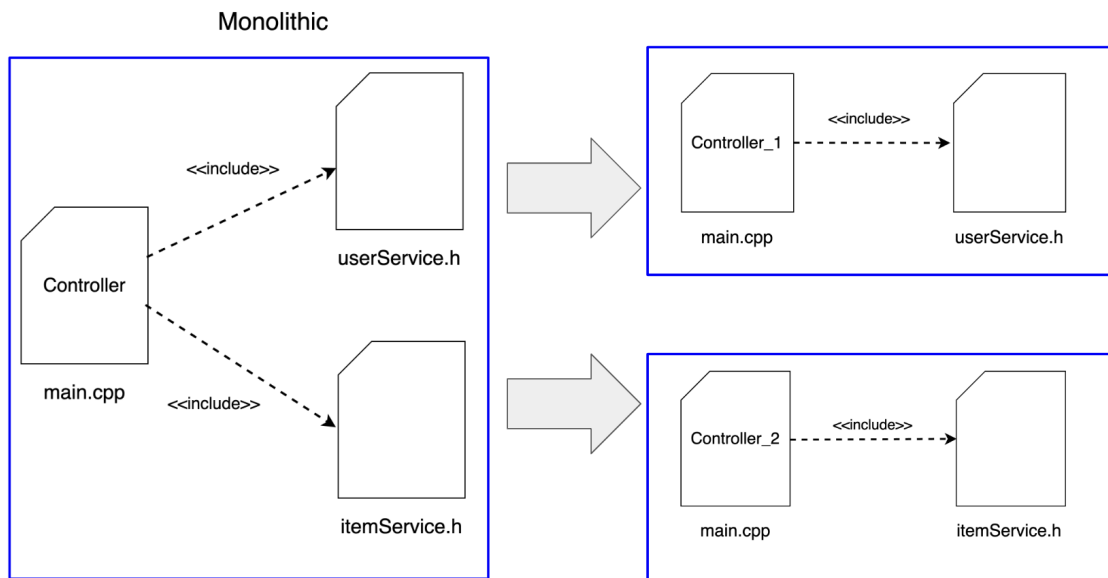 Monolithic
<<include>>
userService.h
Controller
main.cpp
<<include>>
itemService.h
Controller_1
<<include>>
main.cpp
userService.h
Controller_2
<<include>>
main.cpp
itemService.h